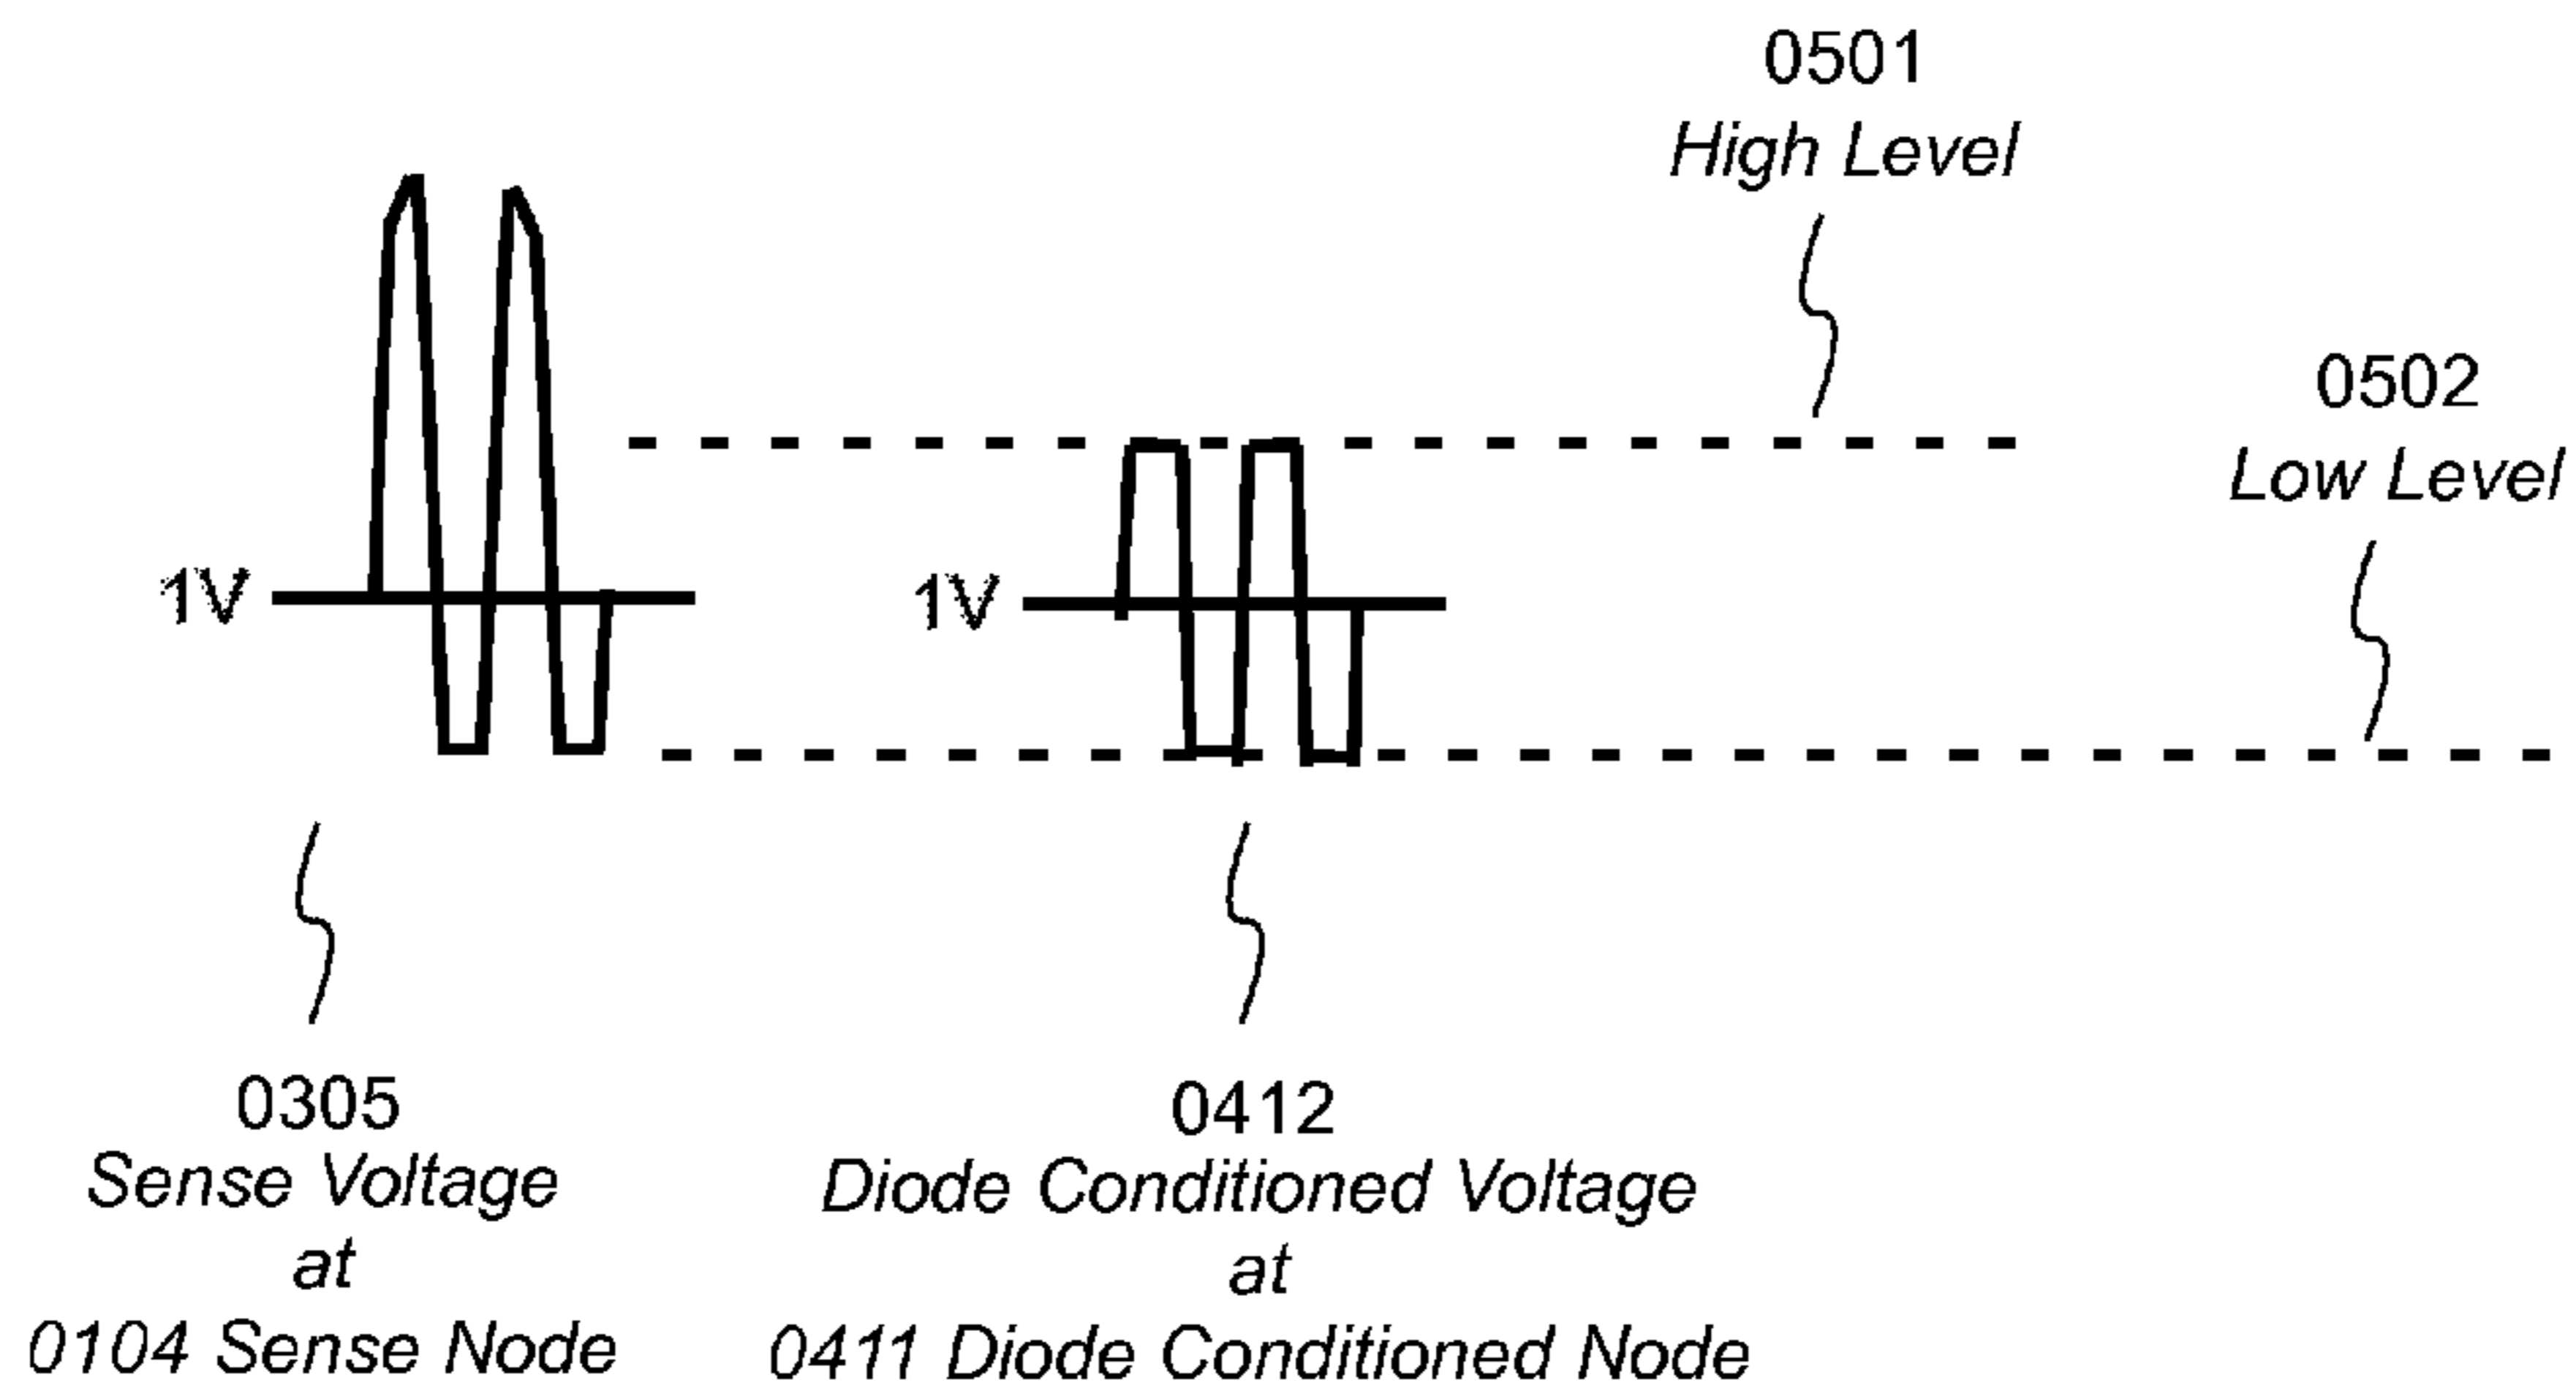 0501
High Level
0502
Low Level
1V
1V
0305
Sense Voltage
at
0104 Sense Node
0412
Diode Conditioned Voltage
at
0411 Diode Conditioned Node